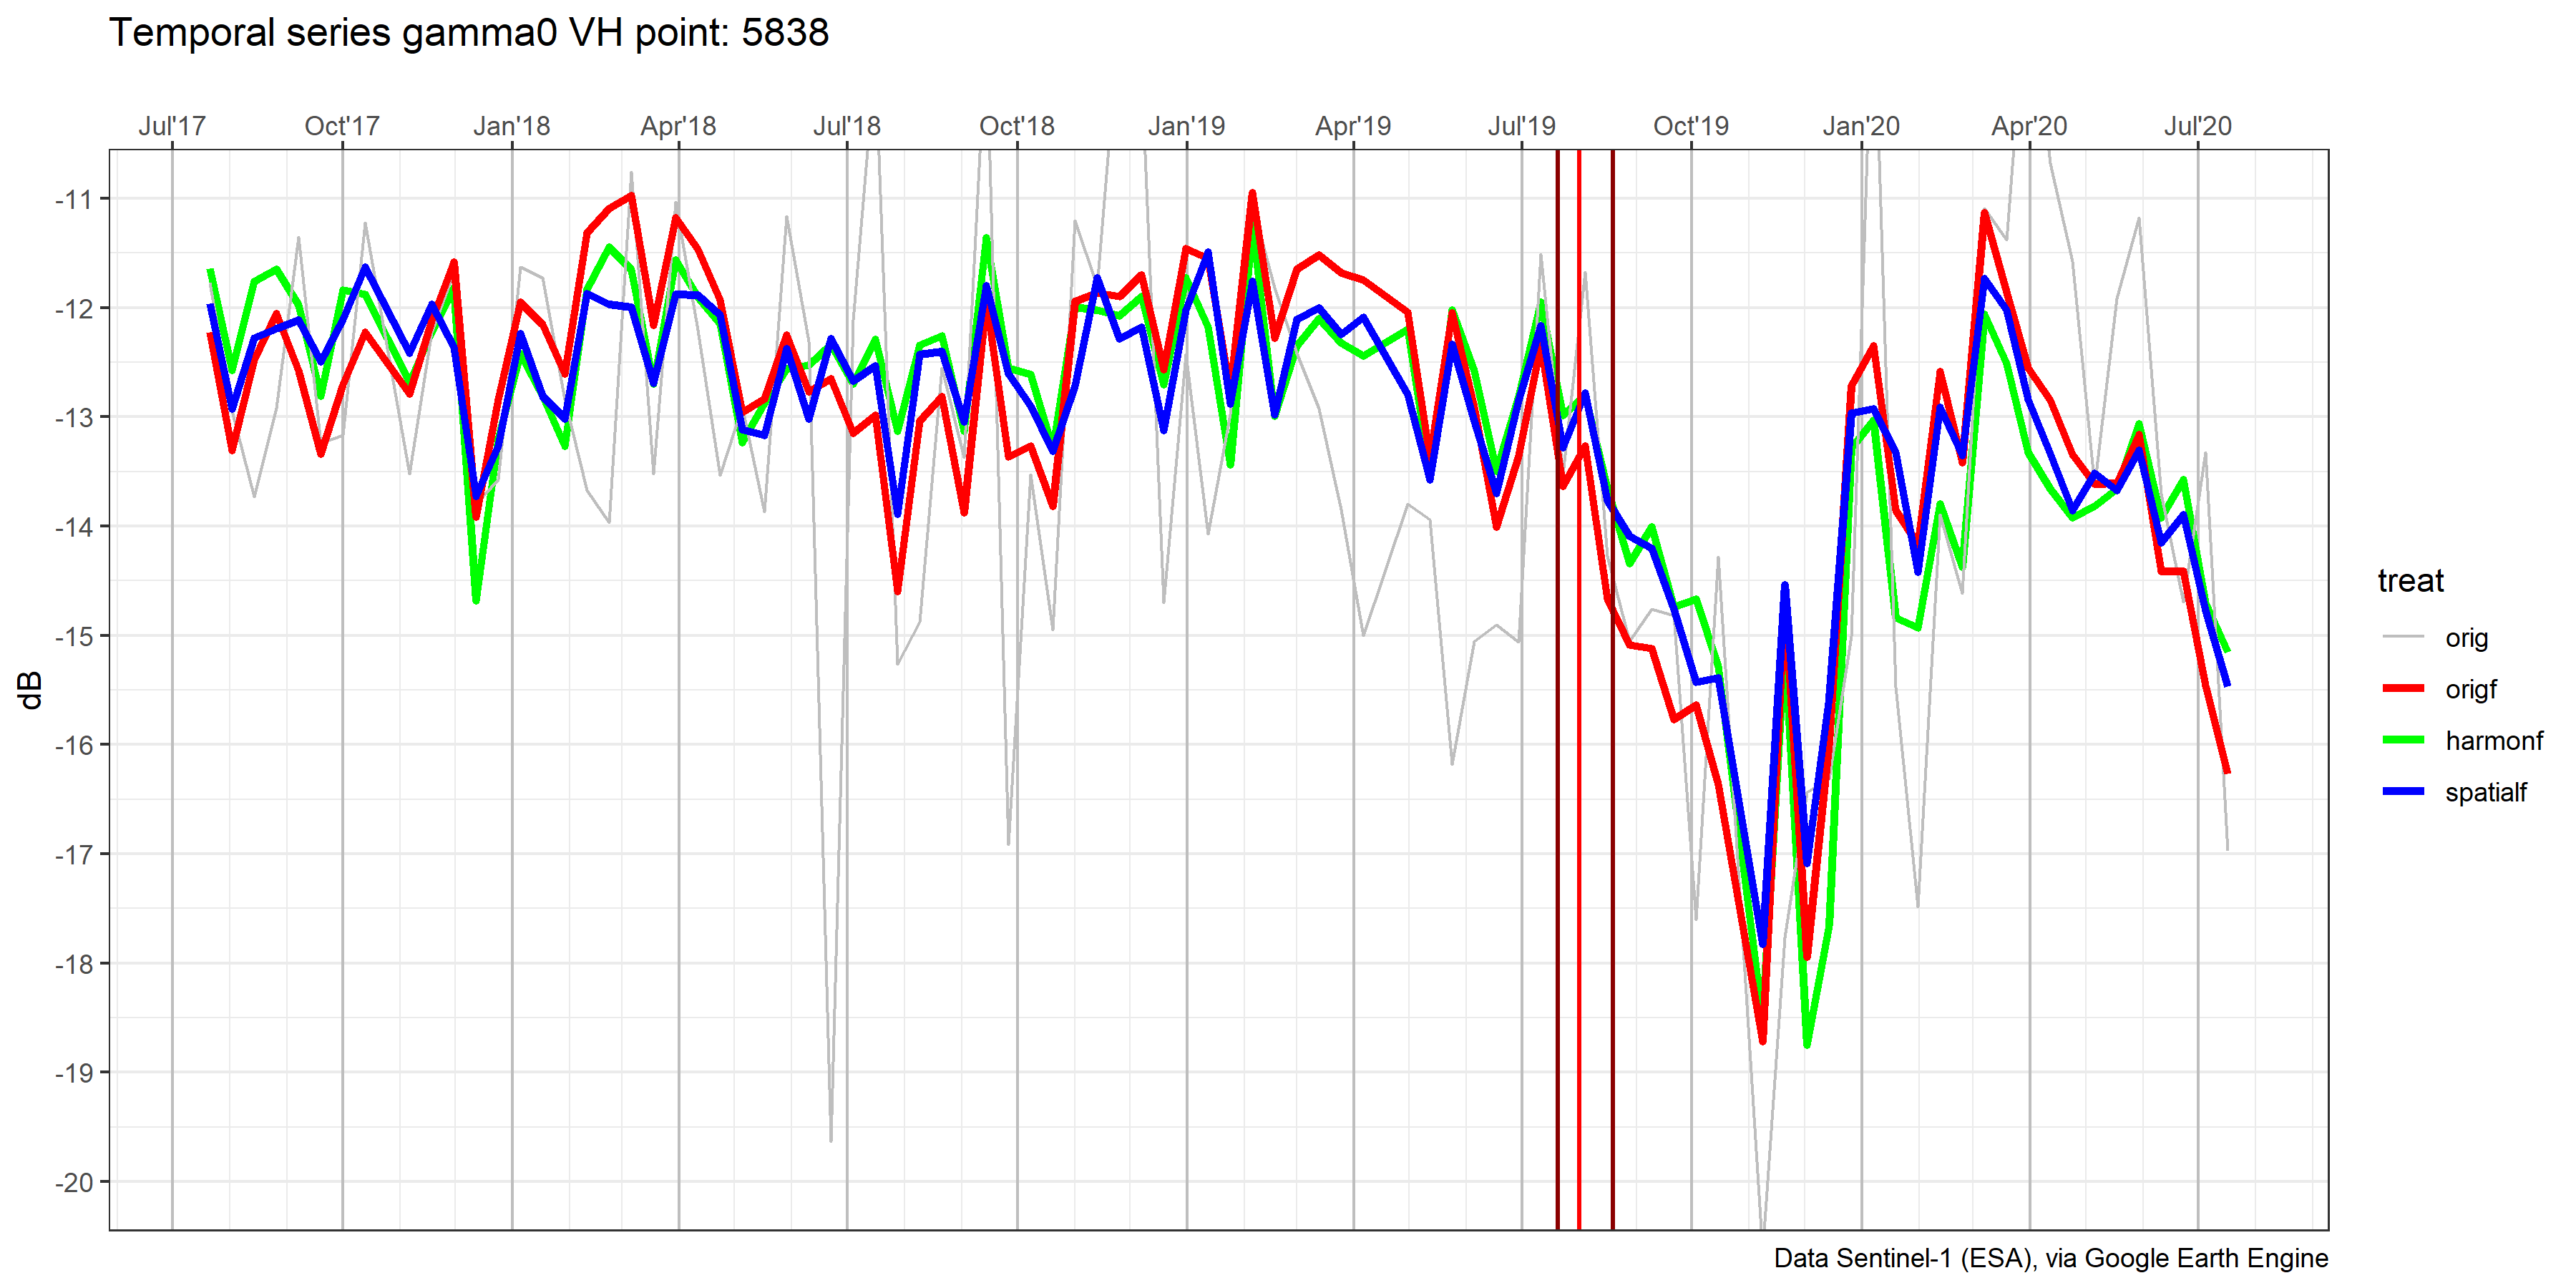 Temporal series gamma0 VH point: 5838
Jul'17 Oct'17 Jan'18 Apr'18 Jul'18 Oct'18 Jan'19 Apr'19 Jul'19 Oct'19 Jan'20 Apr'20 Jul'20
-11
-12
-13
-14
-15
-16
-17
-18
-19
-20
dB
treat
orig
origf
harmonf
spatialf
Data Sentinel-1 (ESA), via Google Earth Engine